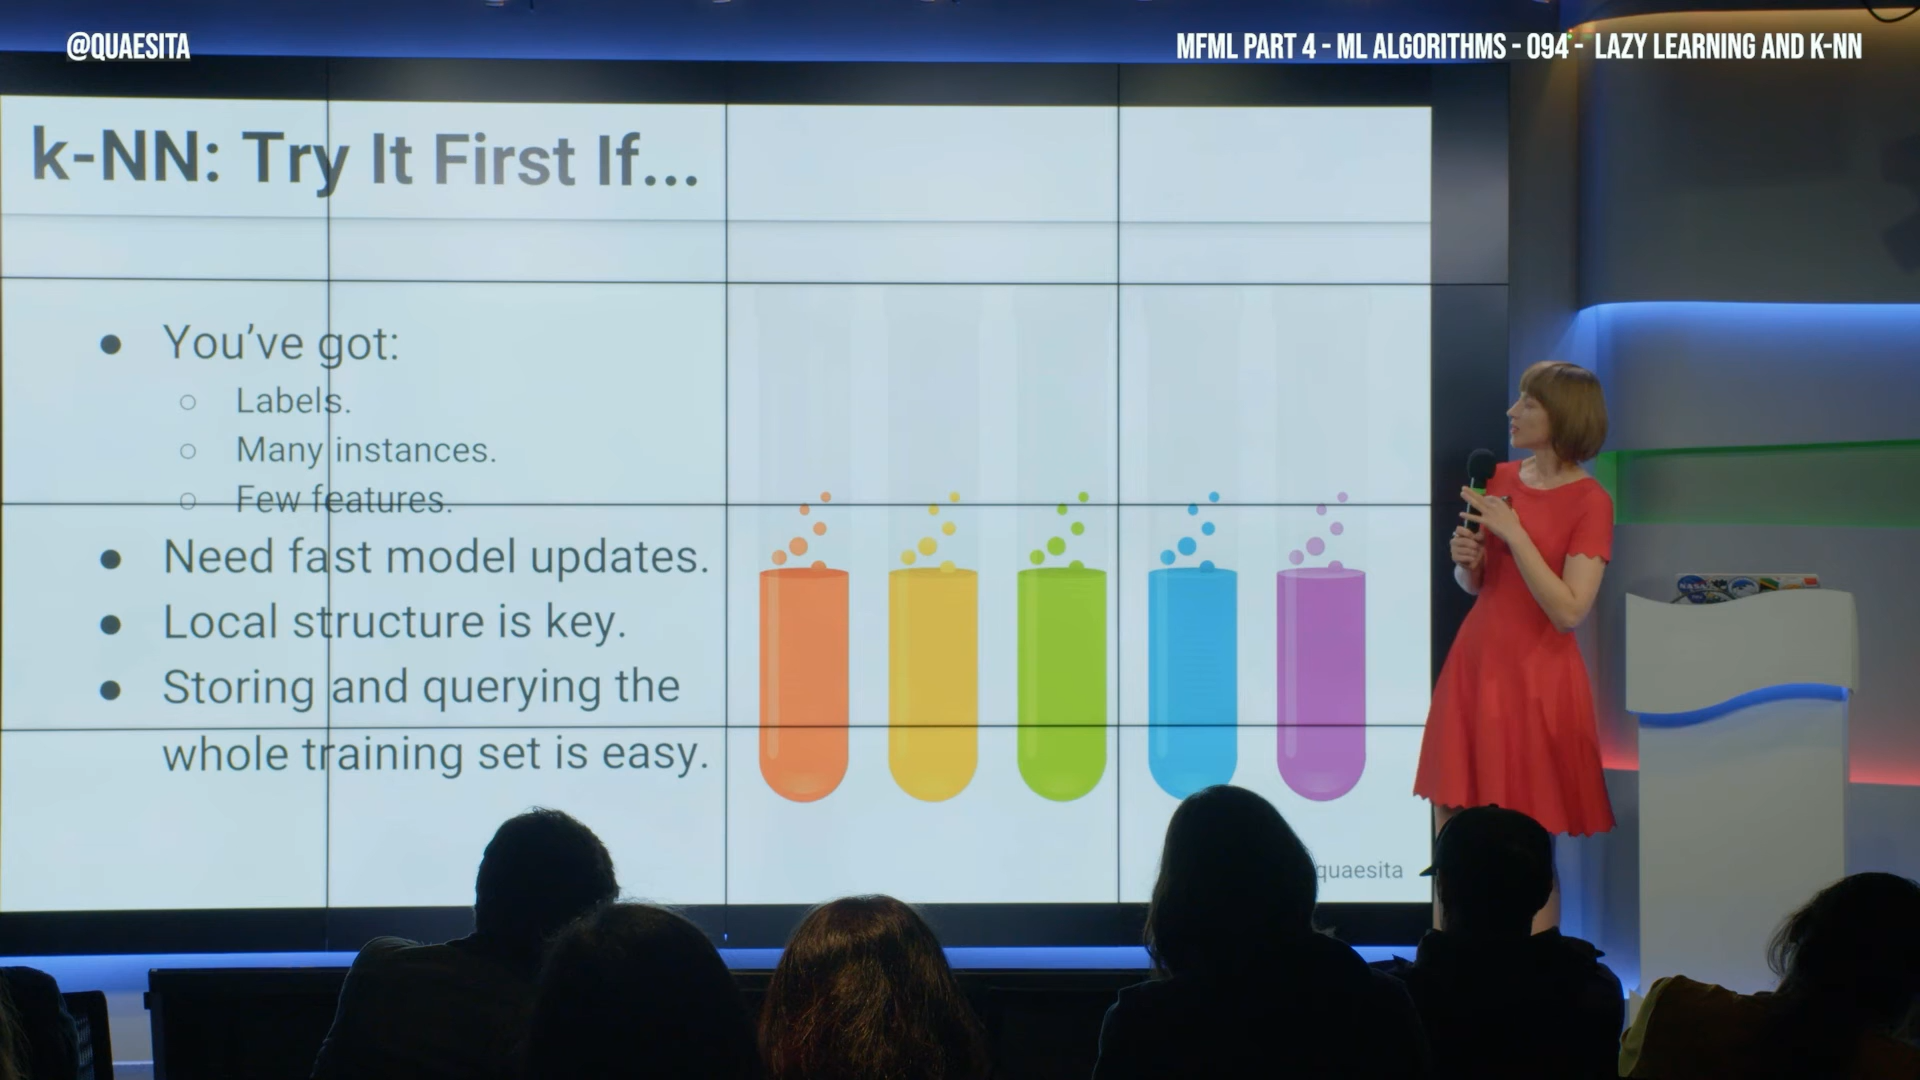 @QUAESITA
MFML PART 4 - ML ALGORITHMS - 094 - LAZY LEARNING AND K-NN
k-NN: Try It First If...
● You've got:
○ Labels.
○ Many instances.
○ Few features.
● Need fast model updates.
● Local structure is key.
● Storing and querying the
whole training set is easy.
quaesita
NASA